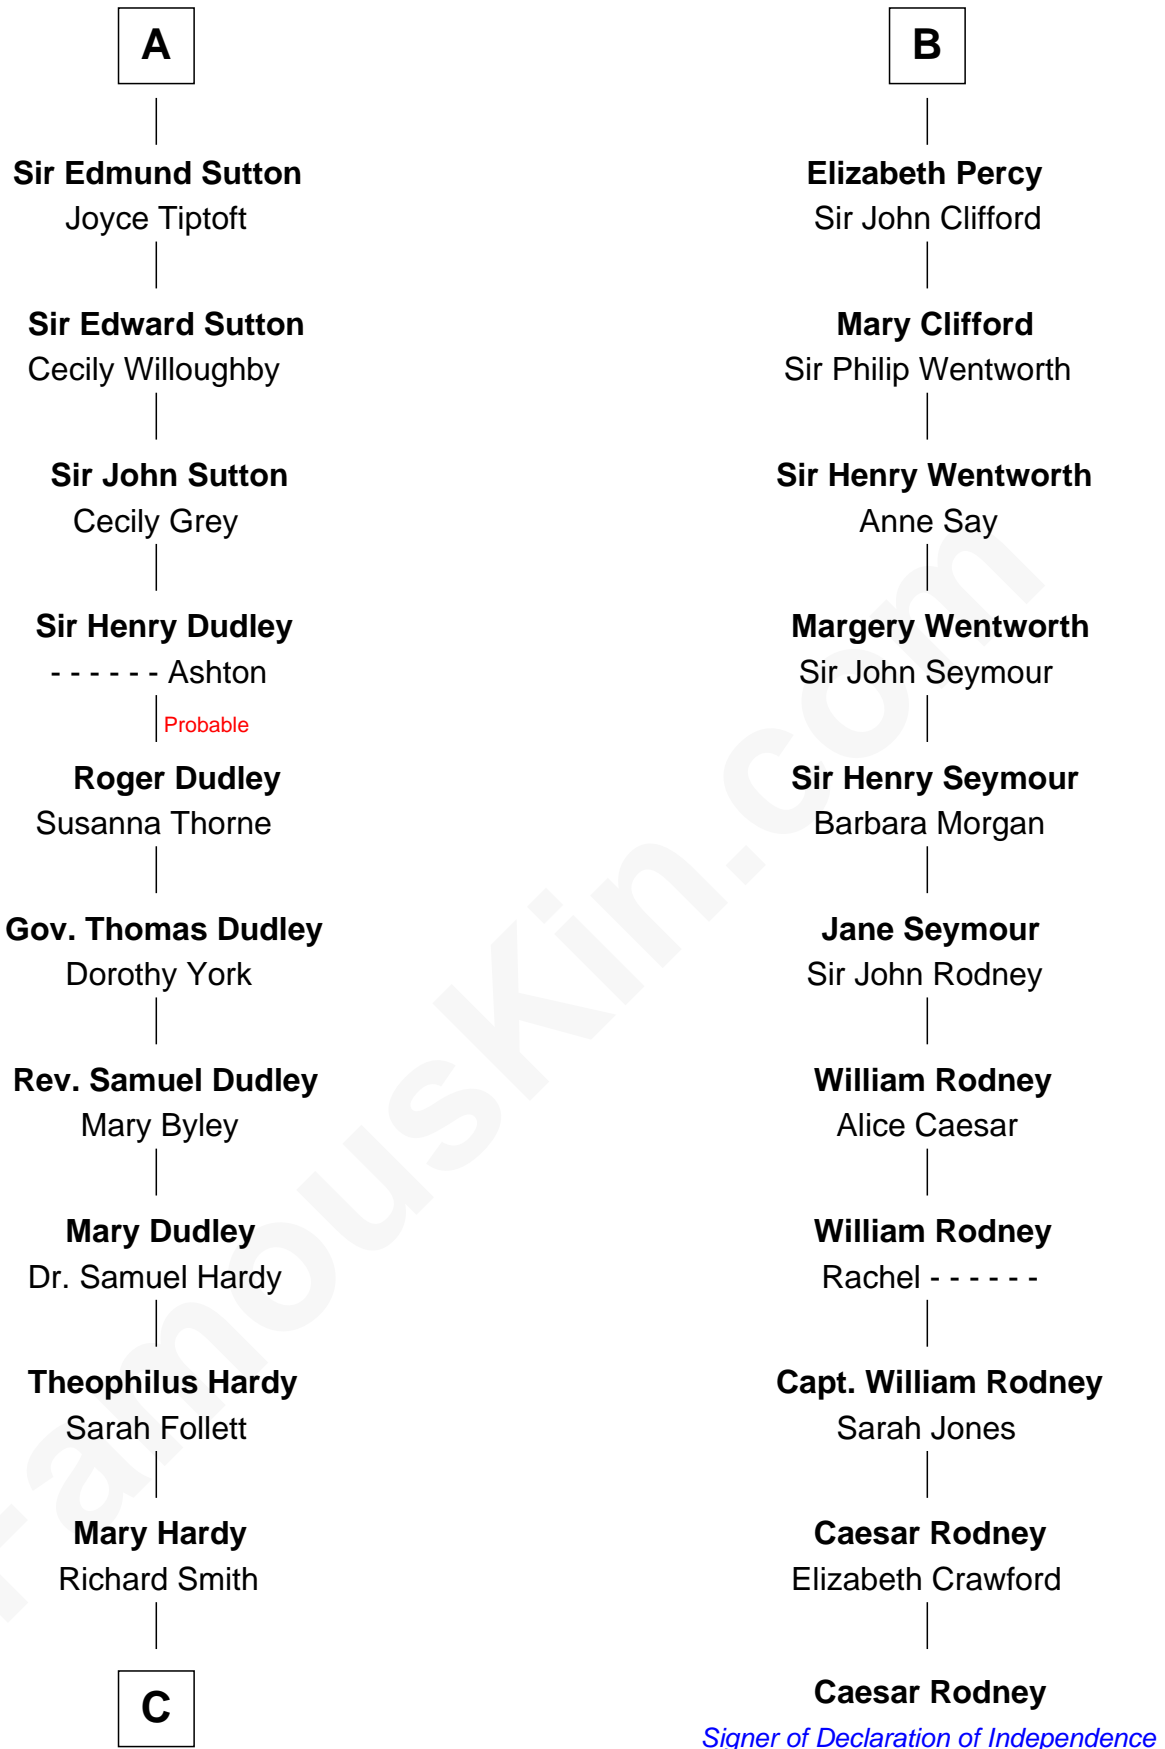 A
Sir Edmund Sutton
Joyce Tiptoft
Sir Edward Sutton
Cecily Willoughby
Sir John Sutton
Cecily Grey
Sir Henry Dudley
- - - - - - Ashton
Probable
Roger Dudley
Susanna Thorne
Gov. Thomas Dudley
Dorothy York
Rev. Samuel Dudley
Mary Byley
Mary Dudley
Dr. Samuel Hardy
Theophilus Hardy
Sarah Follett
Mary Hardy
Richard Smith
C
B
Elizabeth Percy
Sir John Clifford
Mary Clifford
Sir Philip Wentworth
Sir Henry Wentworth
Anne Say
Margery Wentworth
Sir John Seymour
Sir Henry Seymour
Barbara Morgan
Jane Seymour
Sir John Rodney
William Rodney
Alice Caesar
William Rodney
Rachel - - - - - -
Capt. William Rodney
Sarah Jones
Caesar Rodney
Elizabeth Crawford
Caesar Rodney
Signer of Declaration of Independence
FamousKin.com